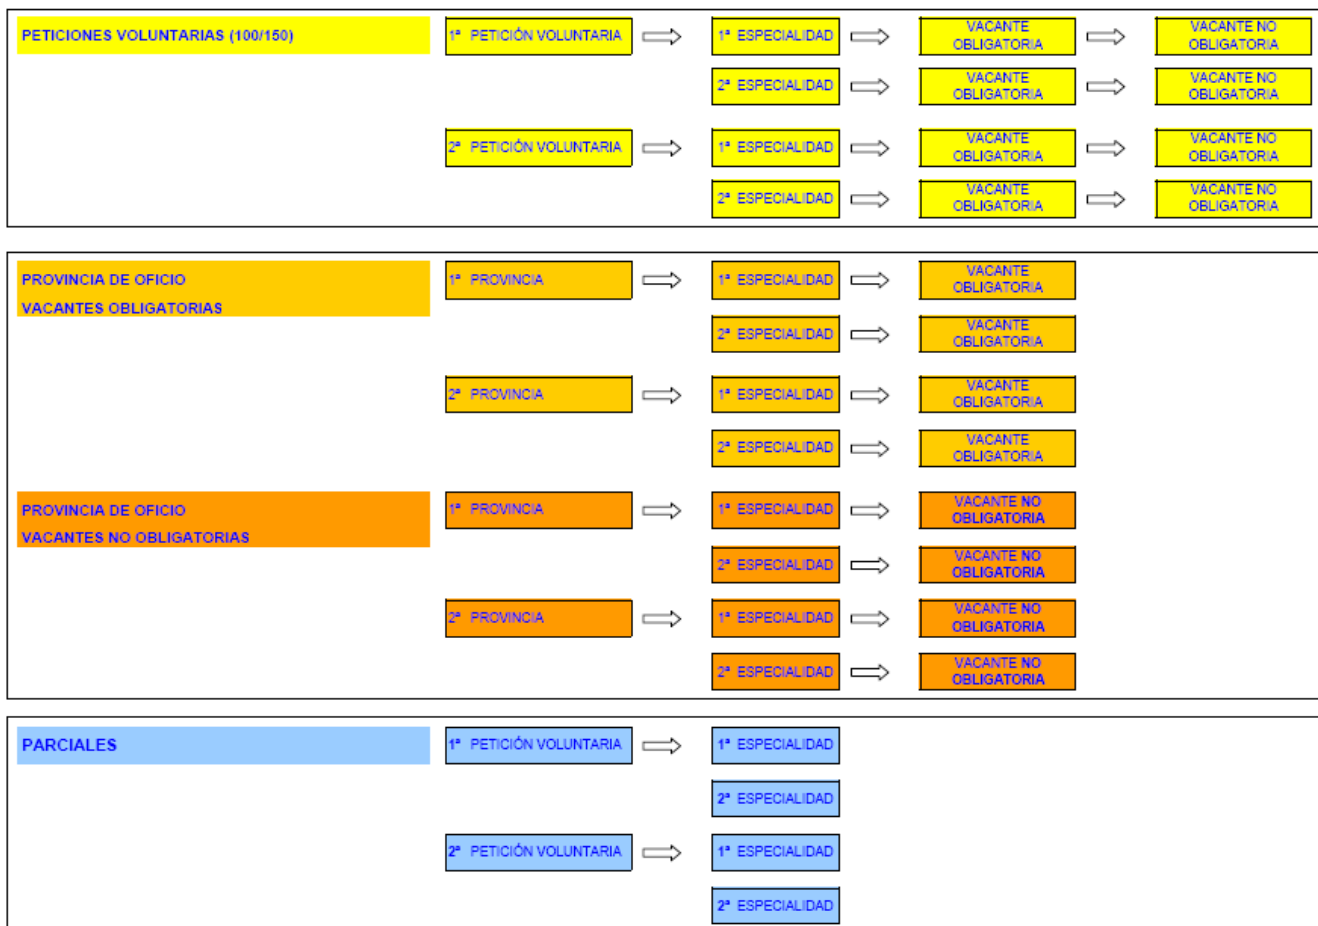 PETICIONES VOLUNTARIAS (100/150)
1ª PETICIÓN VOLUNTARIA
1ª ESPECIALIDAD
VACANTE
OBLIGATORIA
VACANTE NO
OBLIGATORIA
2ª ESPECIALIDAD
VACANTE
OBLIGATORIA
VACANTE NO
OBLIGATORIA
2ª PETICIÓN VOLUNTARIA
1ª ESPECIALIDAD
VACANTE
OBLIGATORIA
VACANTE NO
OBLIGATORIA
2ª ESPECIALIDAD
VACANTE
OBLIGATORIA
VACANTE NO
OBLIGATORIA
PROVINCIA DE OFICIO
VACANTES OBLIGATORIAS
1ª PROVINCIA
1ª ESPECIALIDAD
VACANTE
OBLIGATORIA
2ª ESPECIALIDAD
VACANTE
OBLIGATORIA
2ª PROVINCIA
1ª ESPECIALIDAD
VACANTE
OBLIGATORIA
2ª ESPECIALIDAD
VACANTE
OBLIGATORIA
PROVINCIA DE OFICIO
VACANTES NO OBLIGATORIAS
1ª PROVINCIA
1ª ESPECIALIDAD
VACANTE NO
OBLIGATORIA
2ª ESPECIALIDAD
VACANTE NO
OBLIGATORIA
2ª PROVINCIA
1ª ESPECIALIDAD
VACANTE NO
OBLIGATORIA
2ª ESPECIALIDAD
VACANTE NO
OBLIGATORIA
PARCIALES
1ª PETICIÓN VOLUNTARIA
1ª ESPECIALIDAD
2ª ESPECIALIDAD
2ª PETICIÓN VOLUNTARIA
1ª ESPECIALIDAD
2ª ESPECIALIDAD